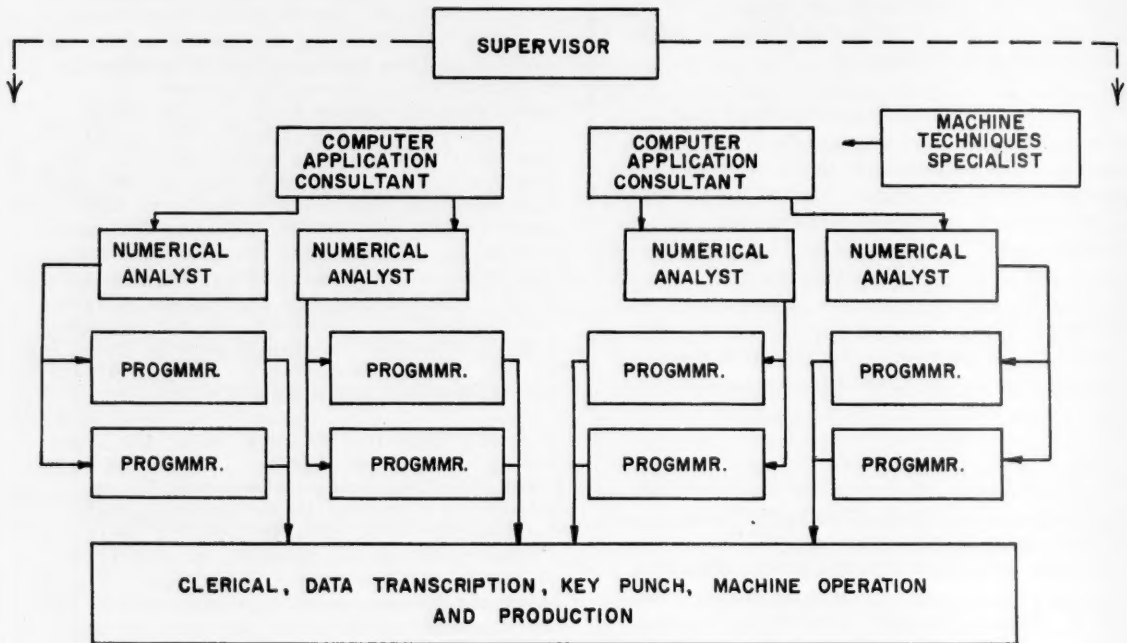 SUPERVISOR
MACHINE
TECHNIQUES
SPECIALIST
COMPUTER
APPLICATION
CONSULTANT
COMPUTER
APPLICATION
CONSULTANT
NUMERICAL
ANALYST
NUMERICAL
ANALYST
NUMERICAL
ANALYST
NUMERICAL
ANALYST
PROGMMR.
PROGMMR.
PROGMMR.
PROGMMR.
PROGMMR.
PROGMMR.
PROGMMR.
PROGMMR.
CLERICAL, DATA TRANSCRIPTION, KEY PUNCH, MACHINE OPERATION
AND PRODUCTION